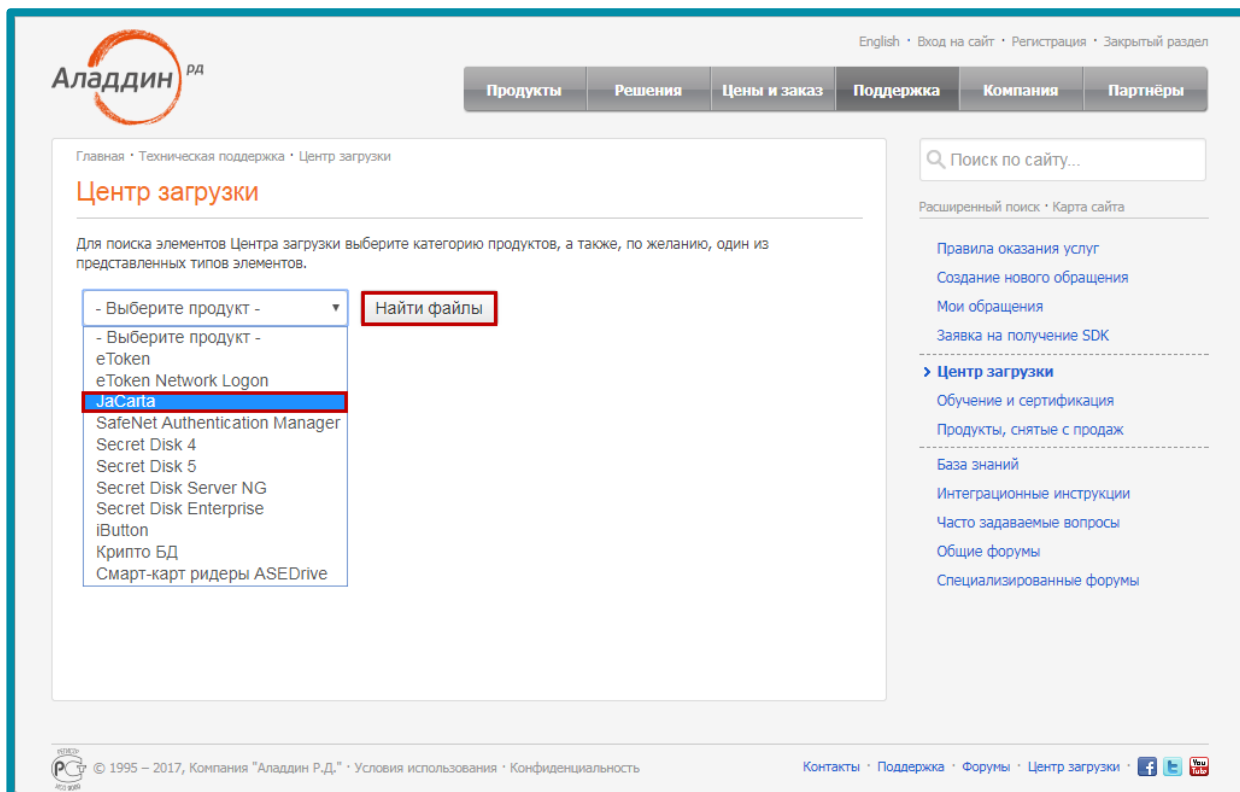 English · Вход на сайт · Регистрация · Закрытый раздел
Аладдин РД
Продукты Решения Цены и заказ Поддержка Компания Партнёры
Главная · Техническая поддержка · Центр загрузки
Центр загрузки
Для поиска элементов Центра загрузки выберите категорию продуктов, а также, по желанию, один из
представленных типов элементов.
- Выберите продукт - Найти файлы
- Выберите продукт -
eToken
eToken Network Logon
JaCarta
SafeNet Authentication Manager
Secret Disk 4
Secret Disk 5
Secret Disk Server NG
Secret Disk Enterprise
iButton
Крипто БД
Смарт-карт ридеры ASEDrive
Поиск по сайту...
Расширенный поиск · Карта сайта
Правила оказания услуг
Создание нового обращения
Мои обращения
Заявка на получение SDK
Центр загрузки
Обучение и сертификация
Продукты, снятые с продаж
База знаний
Интеграционные инструкции
Часто задаваемые вопросы
Общие форумы
Специализированные форумы
© 1995 – 2017, Компания "Аладдин Р.Д." · Условия использования · Конфиденциальность
Контакты · Поддержка · Форумы · Центр загрузки ·
You Tube